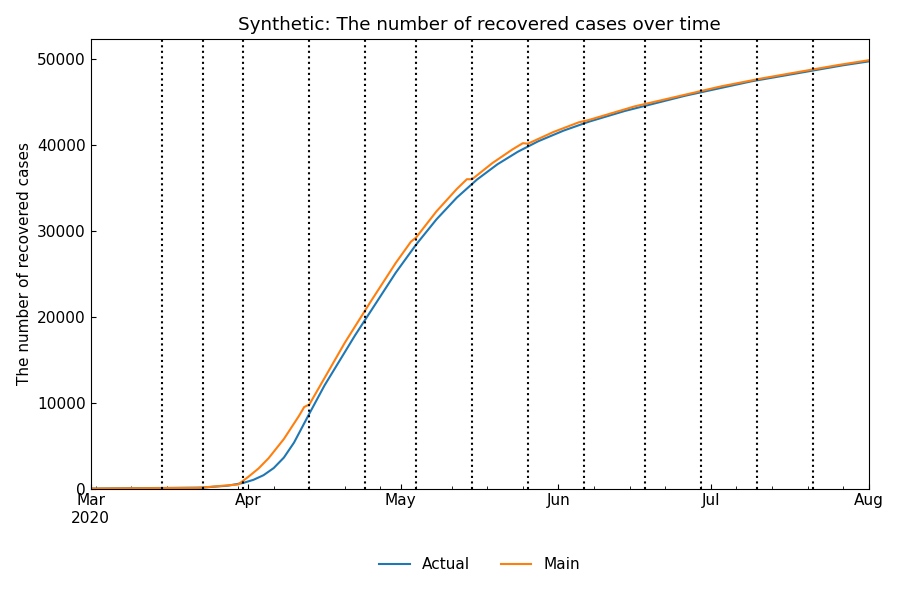 Synthetic: The number of recovered cases over time
The number of recovered cases
50000
40000
30000
20000
10000
0
Mar Apr May Jun Jul Aug
2020
Actual Main